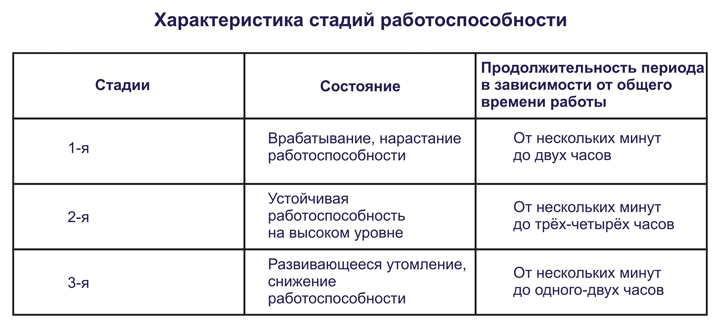 Характеристика стадий работоспособности
Стадии
Состояние
Продолжительность периода
в зависимости от общего
времени работы
1-я
Врабатывание, нарастание
работоспособности
От нескольких минут
до двух часов
2-я
Устойчивая
работоспособность
на высоком уровне
От нескольких минут
до трёх-четырёх часов
3-я
Развивающееся утомление,
снижение
работоспособности
От нескольких минут
до одного-двух часов